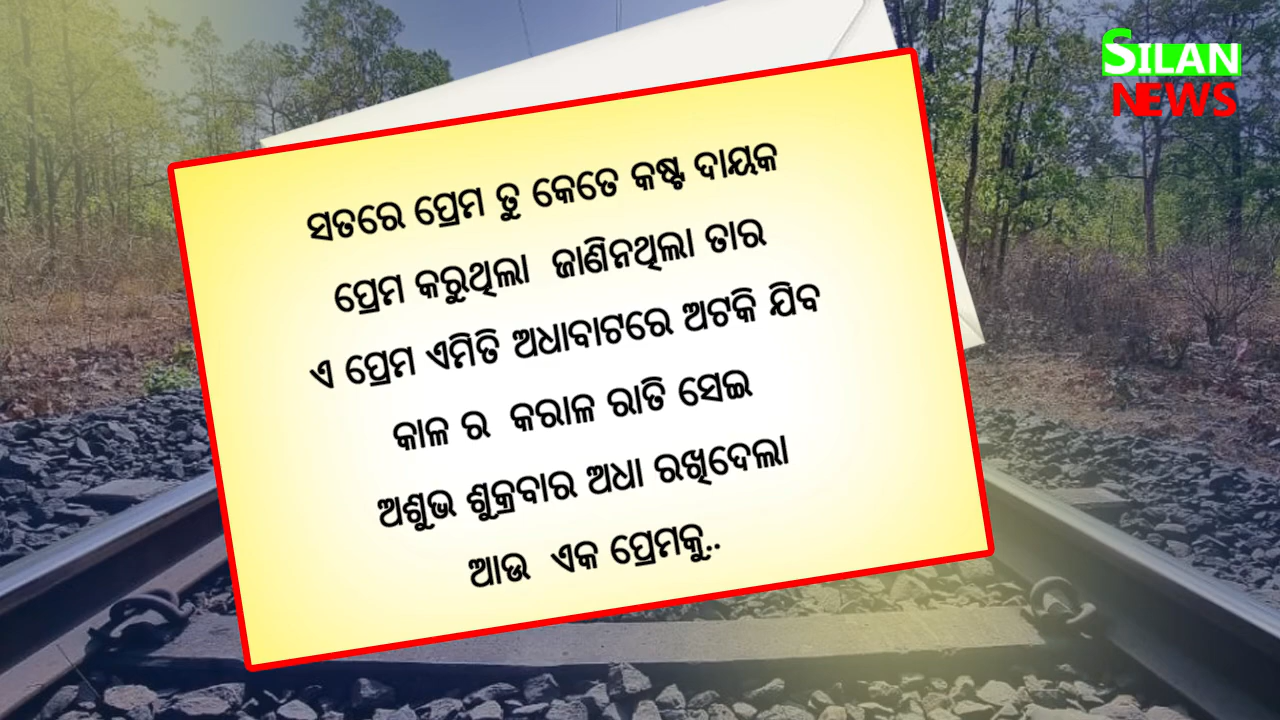 SILAN
NEWS
ସତରେ ପ୍ରେମ ତୁ କେତେ କଷ୍ଟ ଦାୟକ
ପ୍ରେମ କରୁଥିଲା ଜାଣିନଥିଲା ତାର
ଏ ପ୍ରେମ ଏମିତି ଅଧାବାଟରେ ଅଟକି ଯିବ
କାଳ ର କରାଳ ରାତି ସେଇ
ଅଶୁଭ ଶୁକ୍ରବାର ଅଧା ରଖିଦେଲା
ଆଉ ଏକ ପ୍ରେମକୁ..